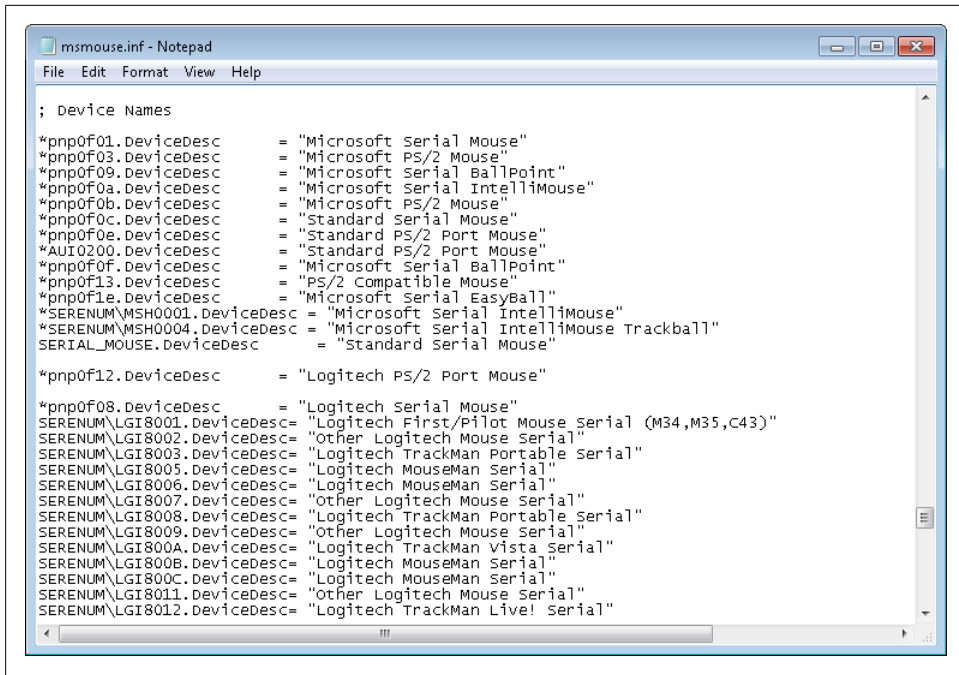 msmouse.inf - Notepad
File Edit Format View Help
; Device Names
*pnp0f01.DeviceDesc = "Microsoft Serial Mouse"
*pnp0f03.DeviceDesc = "Microsoft PS/2 Mouse"
*pnp0f09.DeviceDesc = "Microsoft Serial BallPoint"
*pnp0f0a.DeviceDesc = "Microsoft Serial IntelliMouse"
*pnp0f0b.DeviceDesc = "Microsoft PS/2 Mouse"
*pnp0f0c.DeviceDesc = "Standard Serial Mouse"
*pnp0f0e.DeviceDesc = "Standard PS/2 Port Mouse"
*AUI0200.DeviceDesc = "Standard PS/2 Port Mouse"
*pnp0f0f.DeviceDesc = "Microsoft Serial BallPoint"
*pnp0f13.DeviceDesc = "PS/2 Compatible Mouse"
*pnp0f1e.DeviceDesc = "Microsoft Serial EasyBall"
*SERENUM\MSH0001.DeviceDesc = "Microsoft Serial IntelliMouse"
*SERENUM\MSH0004.DeviceDesc = "Microsoft Serial IntelliMouse Trackball"
SERIAL_MOUSE.DeviceDesc = "Standard Serial Mouse"
*pnp0f12.DeviceDesc = "Logitech PS/2 Port Mouse"
*pnp0f08.DeviceDesc = "Logitech Serial Mouse"
SERENUM\LGI8001.DeviceDesc= "Logitech First/Pilot Mouse Serial (M34,M35,C43)"
SERENUM\LGI8002.DeviceDesc= "Other Logitech Mouse Serial"
SERENUM\LGI8003.DeviceDesc= "Logitech TrackMan Portable Serial"
SERENUM\LGI8005.DeviceDesc= "Logitech MouseMan Serial"
SERENUM\LGI8006.DeviceDesc= "Logitech MouseMan Serial"
SERENUM\LGI8007.DeviceDesc= "Other Logitech Mouse Serial"
SERENUM\LGI8008.DeviceDesc= "Logitech TrackMan Portable Serial"
SERENUM\LGI8009.DeviceDesc= "Other Logitech Mouse Serial"
SERENUM\LGI800A.DeviceDesc= "Logitech TrackMan Vista Serial"
SERENUM\LGI800B.DeviceDesc= "Logitech MouseMan Serial"
SERENUM\LGI800C.DeviceDesc= "Logitech MouseMan Serial"
SERENUM\LGI8011.DeviceDesc= "Other Logitech Mouse Serial"
SERENUM\LGI8012.DeviceDesc= "Logitech TrackMan Live! Serial"